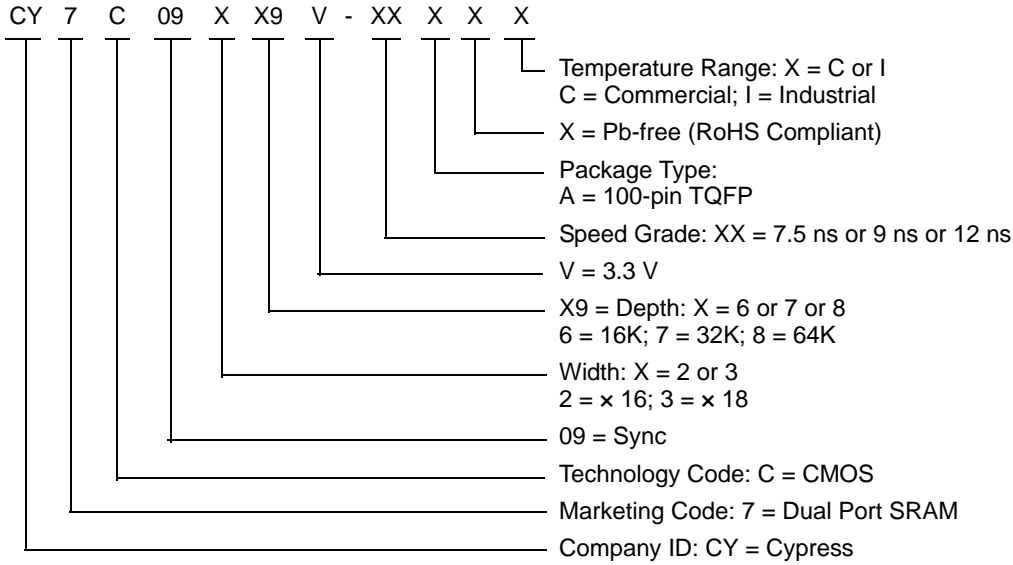 CY 7 C 09 X X9 V - XX X X X
Temperature Range: X = C or I
C = Commercial; I = Industrial
X = Pb-free (RoHS Compliant)
Package Type:
A = 100-pin TQFP
Speed Grade: XX = 7.5 ns or 9 ns or 12 ns
V = 3.3 V
X9 = Depth: X = 6 or 7 or 8
6 = 16K; 7 = 32K; 8 = 64K
Width: X = 2 or 3
2 = × 16; 3 = × 18
09 = Sync
Technology Code: C = CMOS
Marketing Code: 7 = Dual Port SRAM
Company ID: CY = Cypress